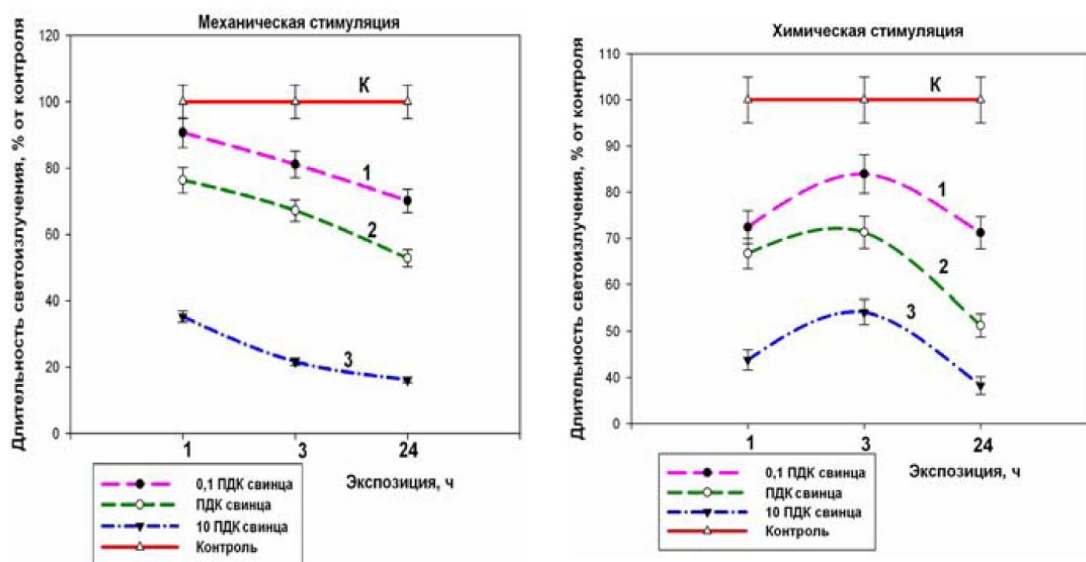 Механическая стимуляция
Длительность светоизлучения, % от контроля
120
100
80
60
40
20
0
К
1
2
3
1
3
24
Экспозиция, ч
0,1 ПДК свинца
ПДК свинца
10 ПДК свинца
Контроль
Химическая стимуляция
Длительность светоизлучения, % от контроля
110
100
90
80
70
60
50
40
30
К
1
2
3
1
3
24
Экспозиция, ч
0,1 ПДК свинца
ПДК свинца
10 ПДК свинца
Контроль